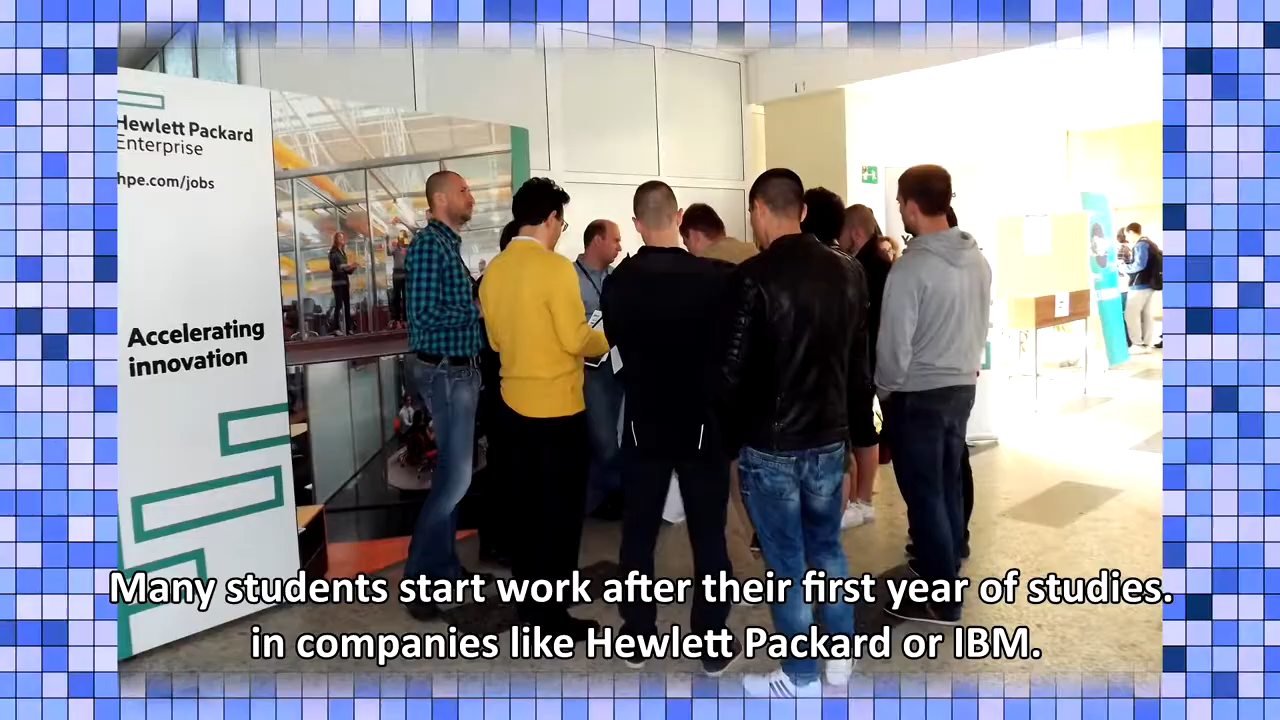 Hewlett Packard
Enterprise
hpe.com/jobs
Accelerating
innovation
Many students start work after their first year of studies.
in companies like Hewlett Packard or IBM.